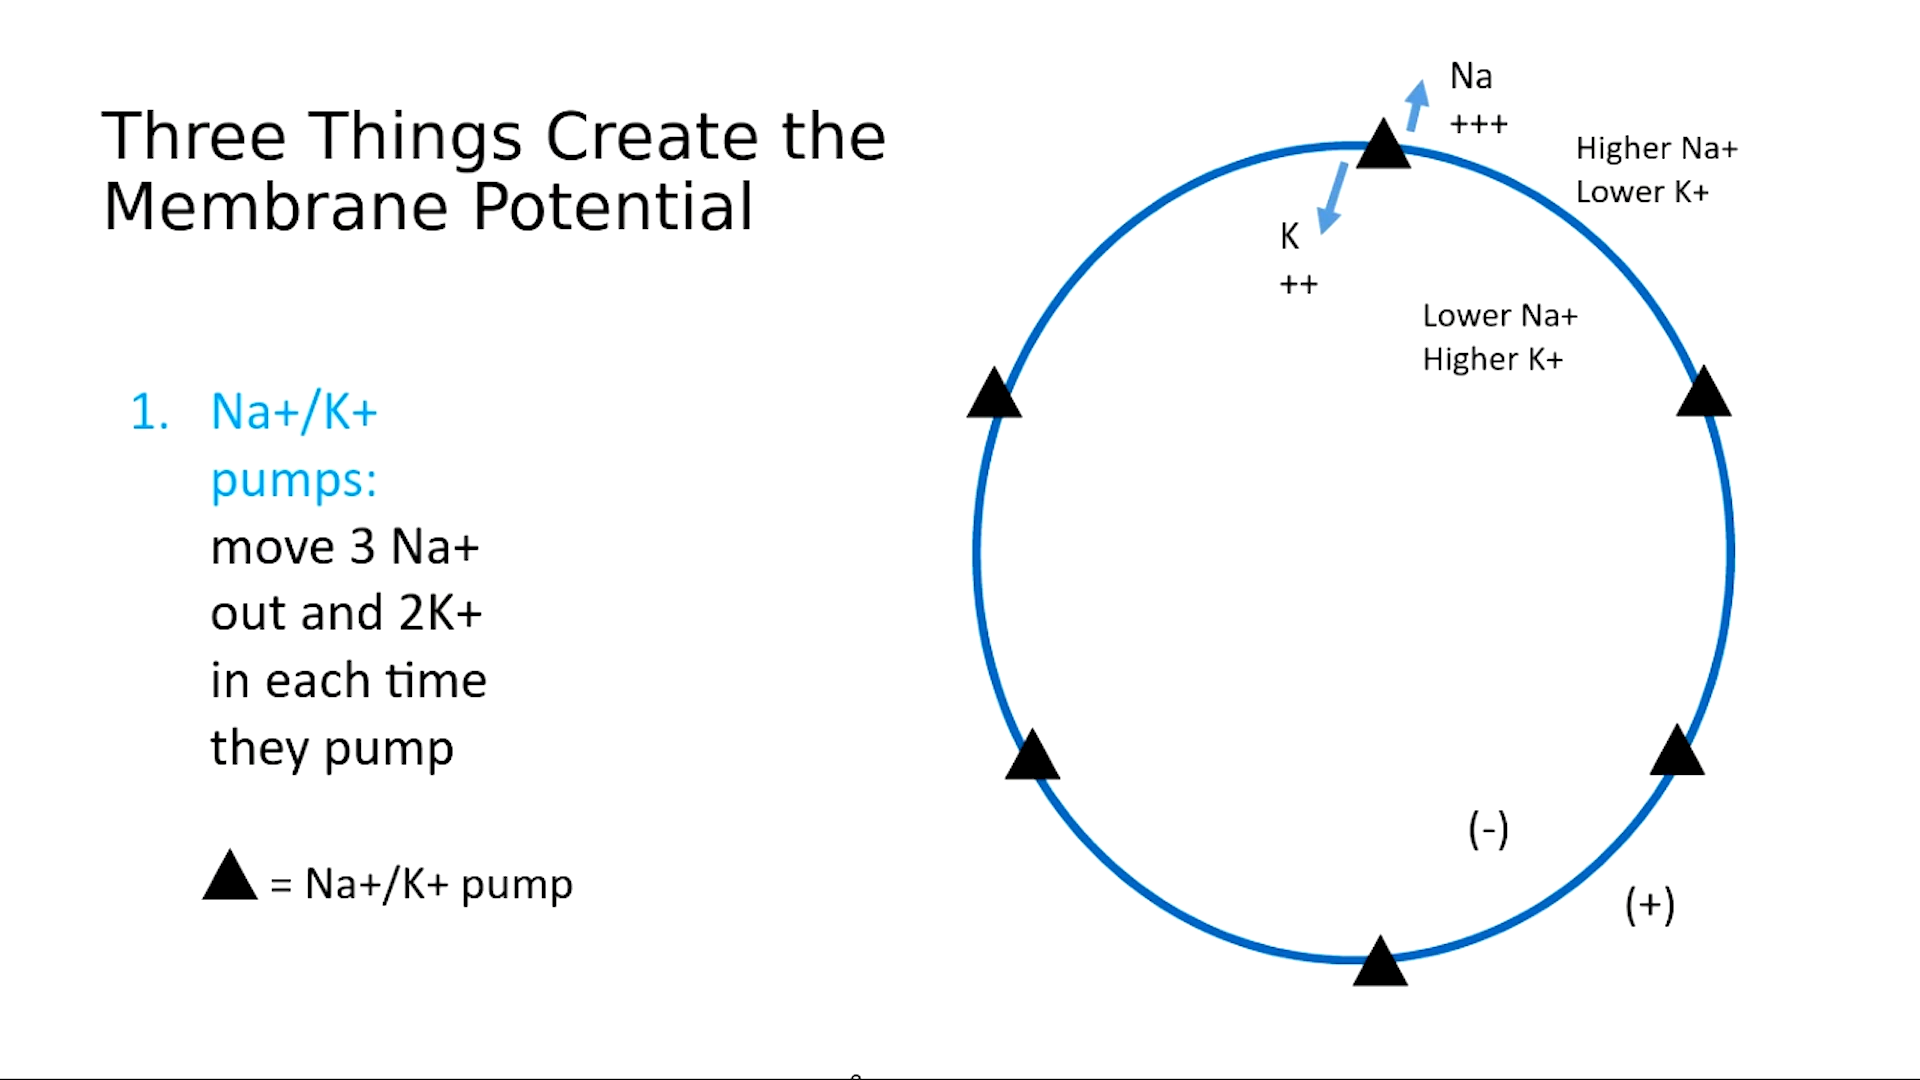 Three Things Create the
Membrane Potential
1. Na+/K+
pumps:
move 3 Na+
out and 2K+
in each time
they pump
= Na+/K+ pump
Na
+++
Higher Na+
Lower K+
K
++
Lower Na+
Higher K+
(-)
(+)